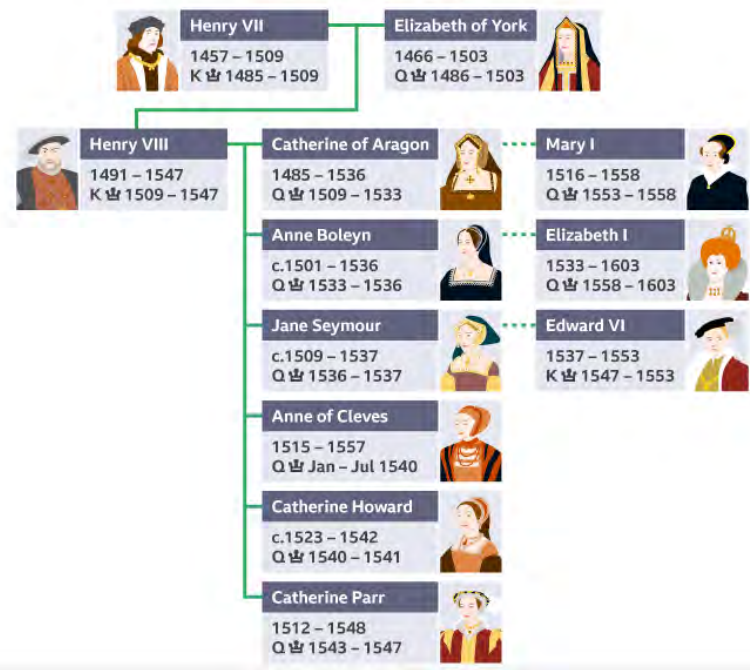 Henry VII
1457 – 1509
K 1485 – 1509
Elizabeth of York
1466 – 1503
Q 1486 – 1503
Henry VIII
1491 – 1547
K 1509 – 1547
Catherine of Aragon
1485 – 1536
Q 1509 – 1533
Mary I
1516 – 1558
Q 1553 – 1558
Anne Boleyn
c.1501 – 1536
Q 1533 – 1536
Elizabeth I
1533 – 1603
Q 1558 – 1603
Jane Seymour
c.1509 – 1537
Q 1536 – 1537
Edward VI
1537 – 1553
K 1547 – 1553
Anne of Cleves
1515 – 1557
Q Jan – Jul 1540
Catherine Howard
c.1523 – 1542
Q 1540 – 1541
Catherine Parr
1512 – 1548
Q 1543 – 1547